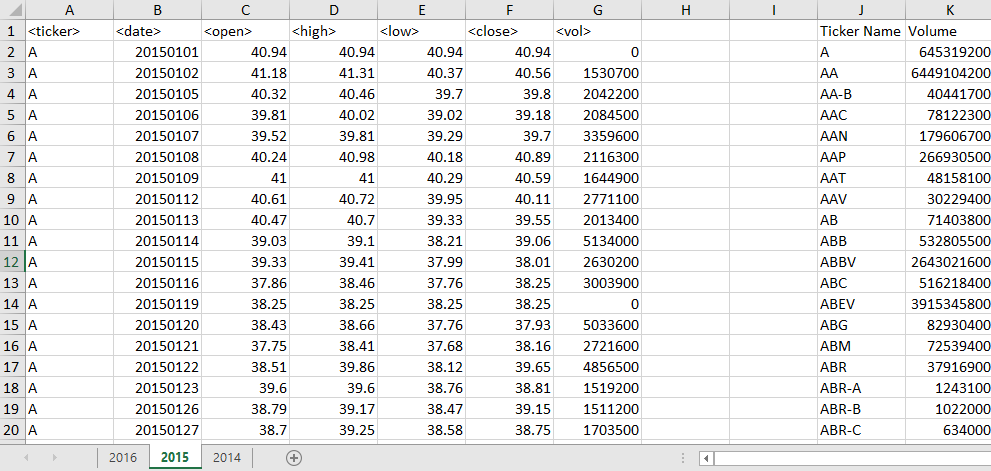 A B C D E F G H I J K
1 <ticker> <date> <open> <high> <low> <close> <vol> Ticker Name Volume
2 A 20150101 40.94 40.94 40.94 40.94 0 A 645319200
3 A 20150102 41.18 41.31 40.37 40.56 1530700 AA 6449104200
4 A 20150105 40.32 40.46 39.7 39.8 2042200 AA-B 40441700
5 A 20150106 39.81 40.02 39.02 39.18 2084500 AAC 78122300
6 A 20150107 39.52 39.81 39.29 39.7 3359600 AAN 179606700
7 A 20150108 40.24 40.98 40.18 40.89 2116300 AAP 266930500
8 A 20150109 41 41 40.29 40.59 1644900 AAT 48158100
9 A 20150112 40.61 40.72 39.95 40.11 2771100 AAV 30229400
10 A 20150113 40.47 40.7 39.33 39.55 2013400 AB 71403800
11 A 20150114 39.03 39.1 38.21 39.06 5134000 ABB 532805500
12 A 20150115 39.33 39.41 37.99 38.01 2630200 ABBV 2643021600
13 A 20150116 37.86 38.46 37.76 38.25 3003900 ABC 516218400
14 A 20150119 38.25 38.25 38.25 38.25 0 ABEV 3915345800
15 A 20150120 38.43 38.66 37.76 37.93 5033600 ABG 82930400
16 A 20150121 37.75 38.41 37.68 38.16 2721600 ABM 72539400
17 A 20150122 38.51 39.86 38.12 39.65 4856500 ABR 37916900
18 A 20150123 39.6 39.6 38.76 38.81 1519200 ABR-A 1243100
19 A 20150126 38.79 39.17 38.47 39.15 1511200 ABR-B 1022000
20 A 20150127 38.7 39.25 38.58 38.75 1703500 ABR-C 634000
2016 2015 2014